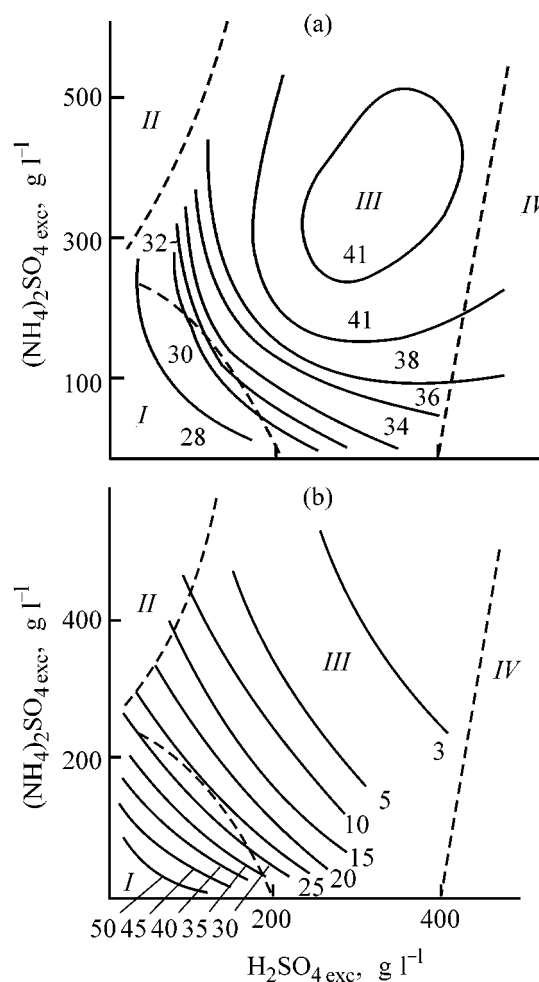 (a)
500
II
III
IV
300
32
41
41
38
100
30
36
34
I
28
(NH4)2SO4 exc, g l–1
(b)
400
II
III
IV
200
3
5
10
15
I
20
25
50 45 40 35 30
200
400
(NH4)2SO4 exc, g l–1
H2SO4 exc, g l–1